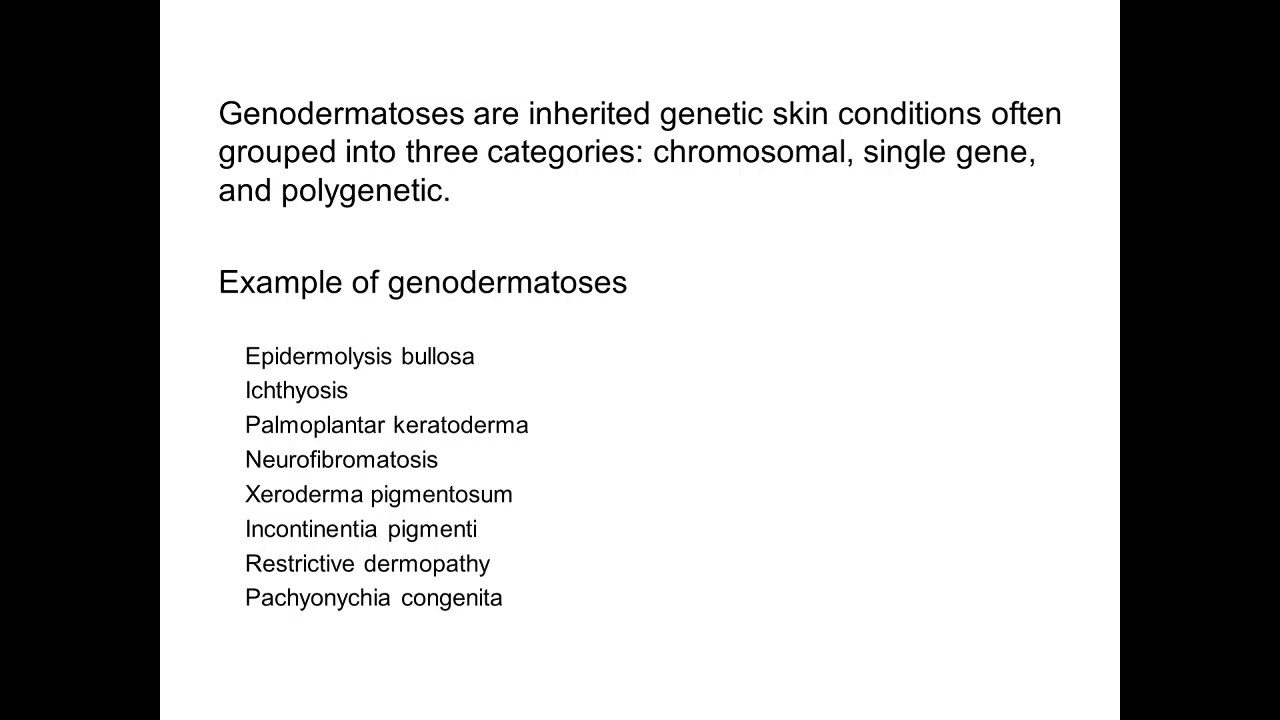 Genodermatoses are inherited genetic skin conditions often
grouped into three categories: chromosomal, single gene,
and polygenetic.
Example of genodermatoses
Epidermolysis bullosa
Ichthyosis
Palmoplantar keratoderma
Neurofibromatosis
Xeroderma pigmentosum
Incontinentia pigmenti
Restrictive dermopathy
Pachyonychia congenita